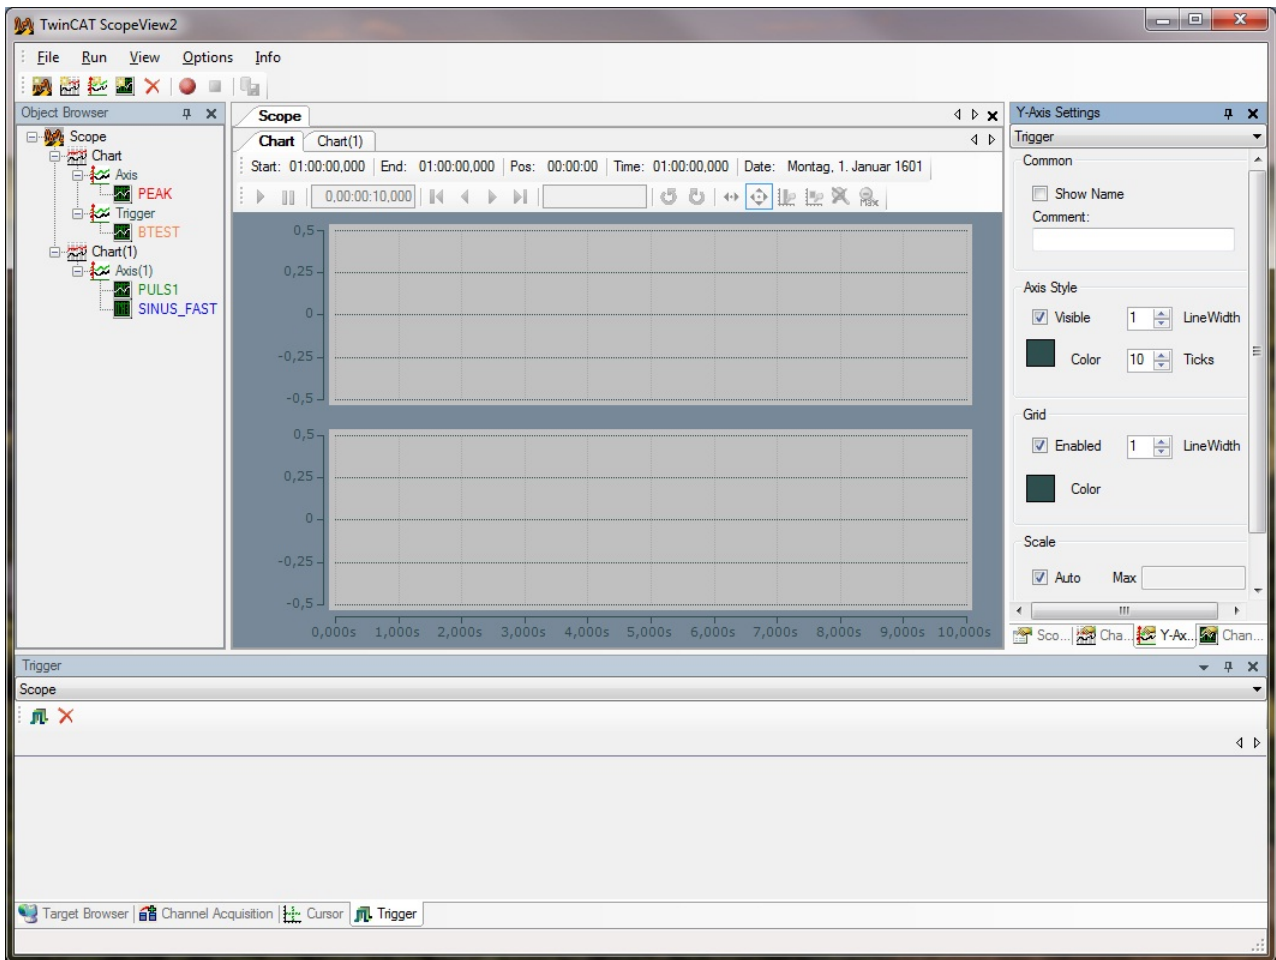 TwinCAT ScopeView2
File Run View Options Info
Object Browser
Scope
Chart
Axis
PEAK
Trigger
BTEST
Chart(1)
Axis(1)
PULS1
SINUS_FAST
Scope
Chart Chart(1)
Start: 01:00:00,000 End: 01:00:00,000 Pos: 00:00:00 Time: 01:00:00,000 Date: Montag, 1. Januar 1601
0,00:00:10,000
Max
0,5
0,25
0
-0,25
-0,5
0,5
0,25
0
-0,25
-0,5
0,000s 1,000s 2,000s 3,000s 4,000s 5,000s 6,000s 7,000s 8,000s 9,000s 10,000s
Y-Axis Settings
Trigger
Common
Show Name
Comment:
Axis Style
Visible 1 LineWidth
Color 10 Ticks
Grid
Enabled 1 LineWidth
Color
Scale
Auto Max
Sco... Cha... Y-Ax... Chan...
Trigger
Scope
Target Browser Channel Acquisition Cursor Trigger